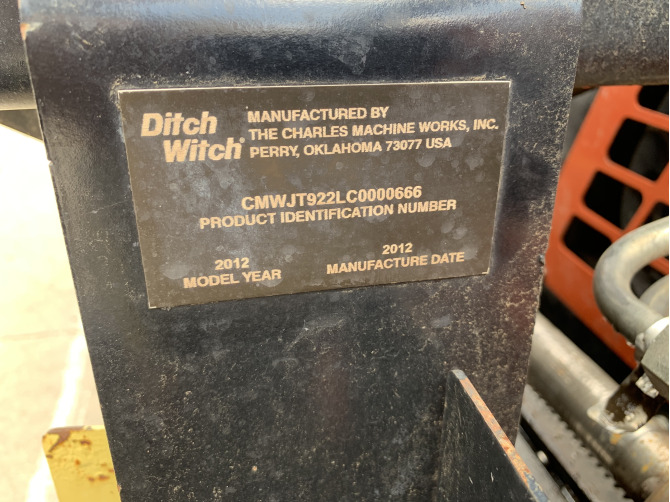 Ditch
Witch®
MANUFACTURED BY
THE CHARLES MACHINE WORKS, INC.
PERRY, OKLAHOMA 73077 USA
CMWJT922LC0000666
PRODUCT IDENTIFICATION NUMBER
2012
MODEL YEAR
2012
MANUFACTURE DATE